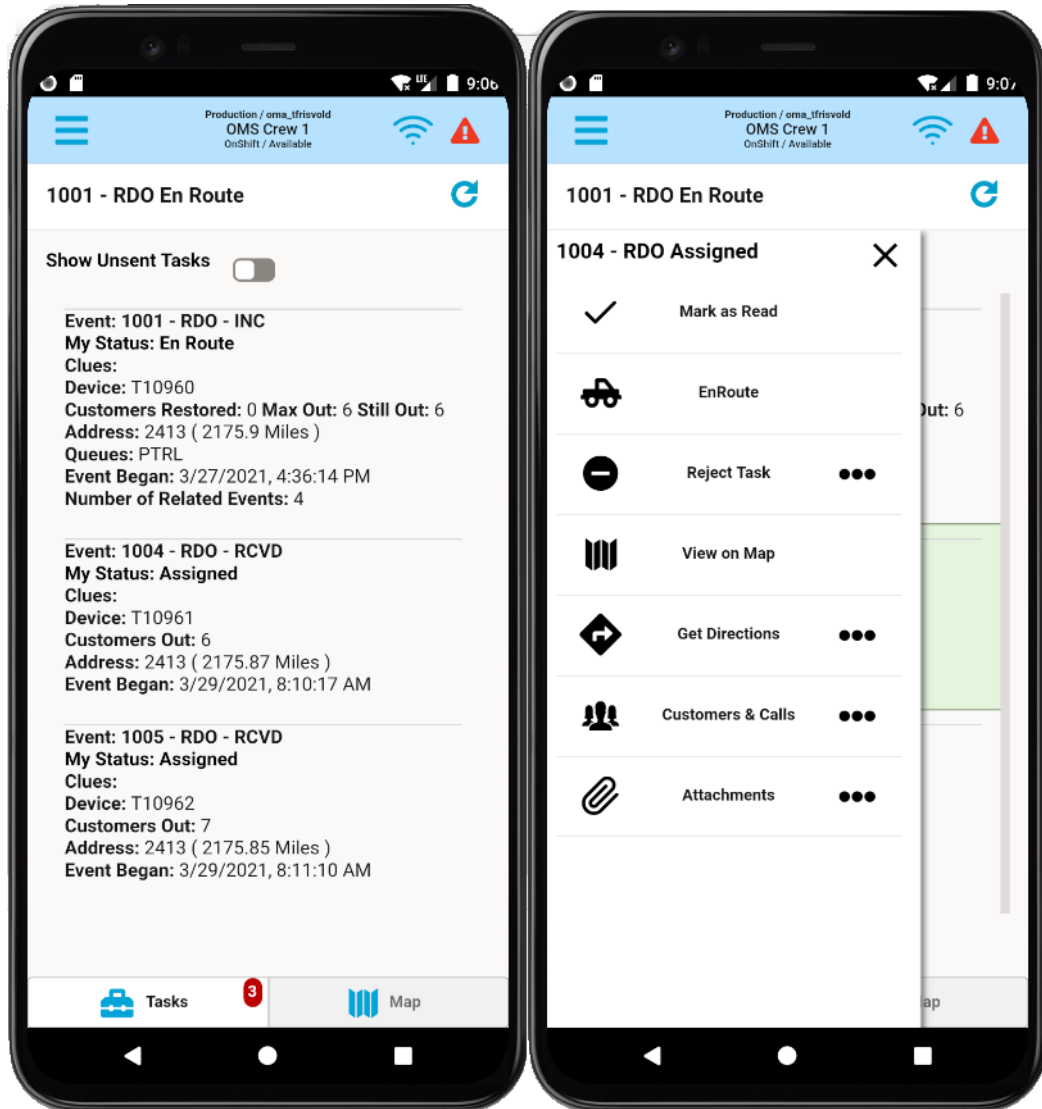 9:06
Production / oma_tfrisvold
OMS Crew 1
OnShift / Available
1001 - RDO En Route
Show Unsent Tasks
Event: 1001 - RDO - INC
My Status: En Route
Clues:
Device: T10960
Customers Restored: 0 Max Out: 6 Still Out: 6
Address: 2413 ( 2175.9 Miles )
Queues: PTRL
Event Began: 3/27/2021, 4:36:14 PM
Number of Related Events: 4
Event: 1004 - RDO - RCVD
My Status: Assigned
Clues:
Device: T10961
Customers Out: 6
Address: 2413 ( 2175.87 Miles )
Event Began: 3/29/2021, 8:10:17 AM
Event: 1005 - RDO - RCVD
My Status: Assigned
Clues:
Device: T10962
Customers Out: 7
Address: 2413 ( 2175.85 Miles )
Event Began: 3/29/2021, 8:11:10 AM
Tasks
3
Map
9:07
Production / oma_tfrisvold
OMS Crew 1
OnShift / Available
1001 - RDO En Route
1004 - RDO Assigned
Mark as Read
EnRoute
Out: 6
Reject Task
View on Map
Get Directions
Customers & Calls
Attachments
ap